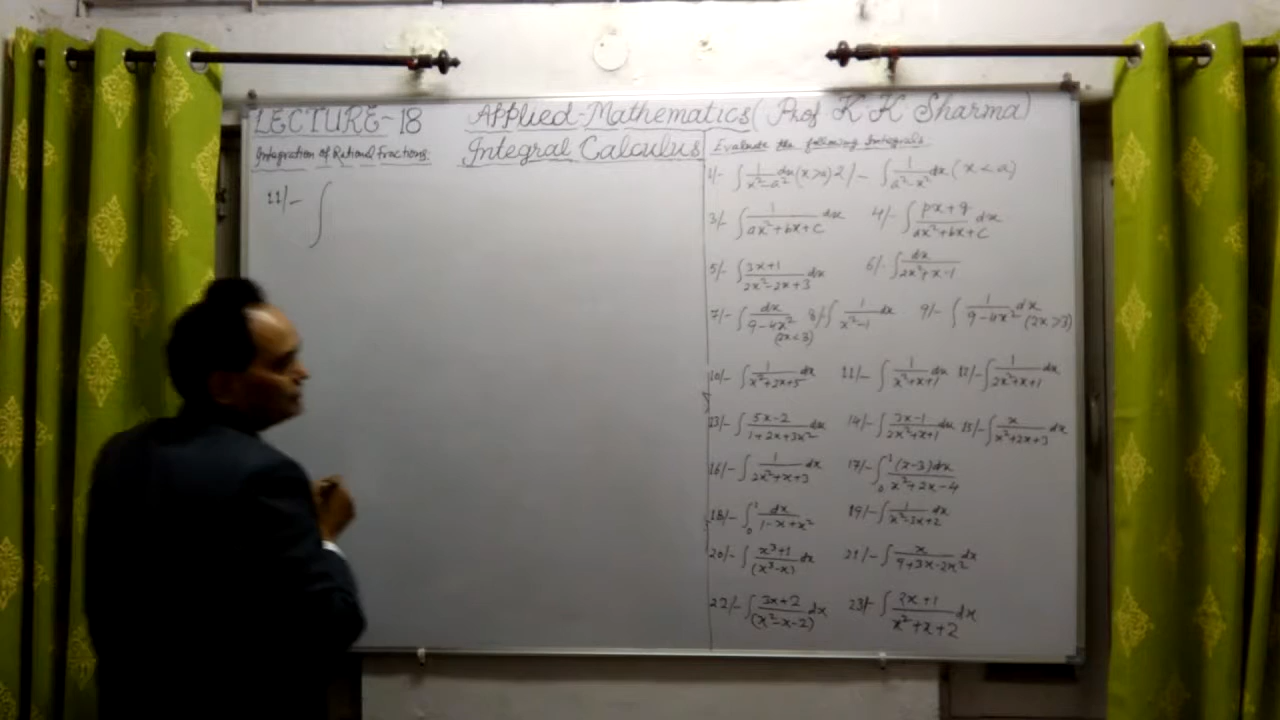 LECTURE-18 Applied-Mathematics (Prof K K Sharma)
Integration of Rational Fractions: Integral Calculus
Evaluate the following Integrals
11/- ∫
1/- ∫ 1/(x²-a²) dx (x>a) 2/- ∫ 1/(a²-x²) dx (x<a)
3/- ∫ 1/(ax²+bx+c) dx 4/- ∫ (px+q)/(ax²+bx+c) dx
5/- ∫ (3x+1)/(2x²-2x+3) dx 6/- ∫ dx/(2x²+x-1)
7/- ∫ dx/(9-4x²) (2x<3) 8/- ∫ 1/(x²-1) dx 9/- ∫ 1/(9-4x²) dx (2x>3)
10/- ∫ 1/(x²+2x+5) dx 11/- ∫ 1/(x²+x+1) dx 12/- ∫ 1/(2x²+x+1) dx
13/- ∫ (5x-2)/(1+2x+3x²) dx 14/- ∫ (3x-1)/(2x²+x+1) dx 15/- ∫ x/(x²+2x+3) dx
16/- ∫ 1/(2x²+x+3) dx 17/- ∫₀¹ (x-3)dx/(x²+2x-4)
18/- ∫₀¹ dx/(1-x+x²) 19/- ∫ 1/(x²-3x+2) dx
20/- ∫ (x³+1)/(x³-x) dx 21/- ∫ x/(9+3x-2x²) dx
22/- ∫ (3x+2)/(x²-x-2) dx 23/- ∫ (2x+1)/(x²+x+2) dx